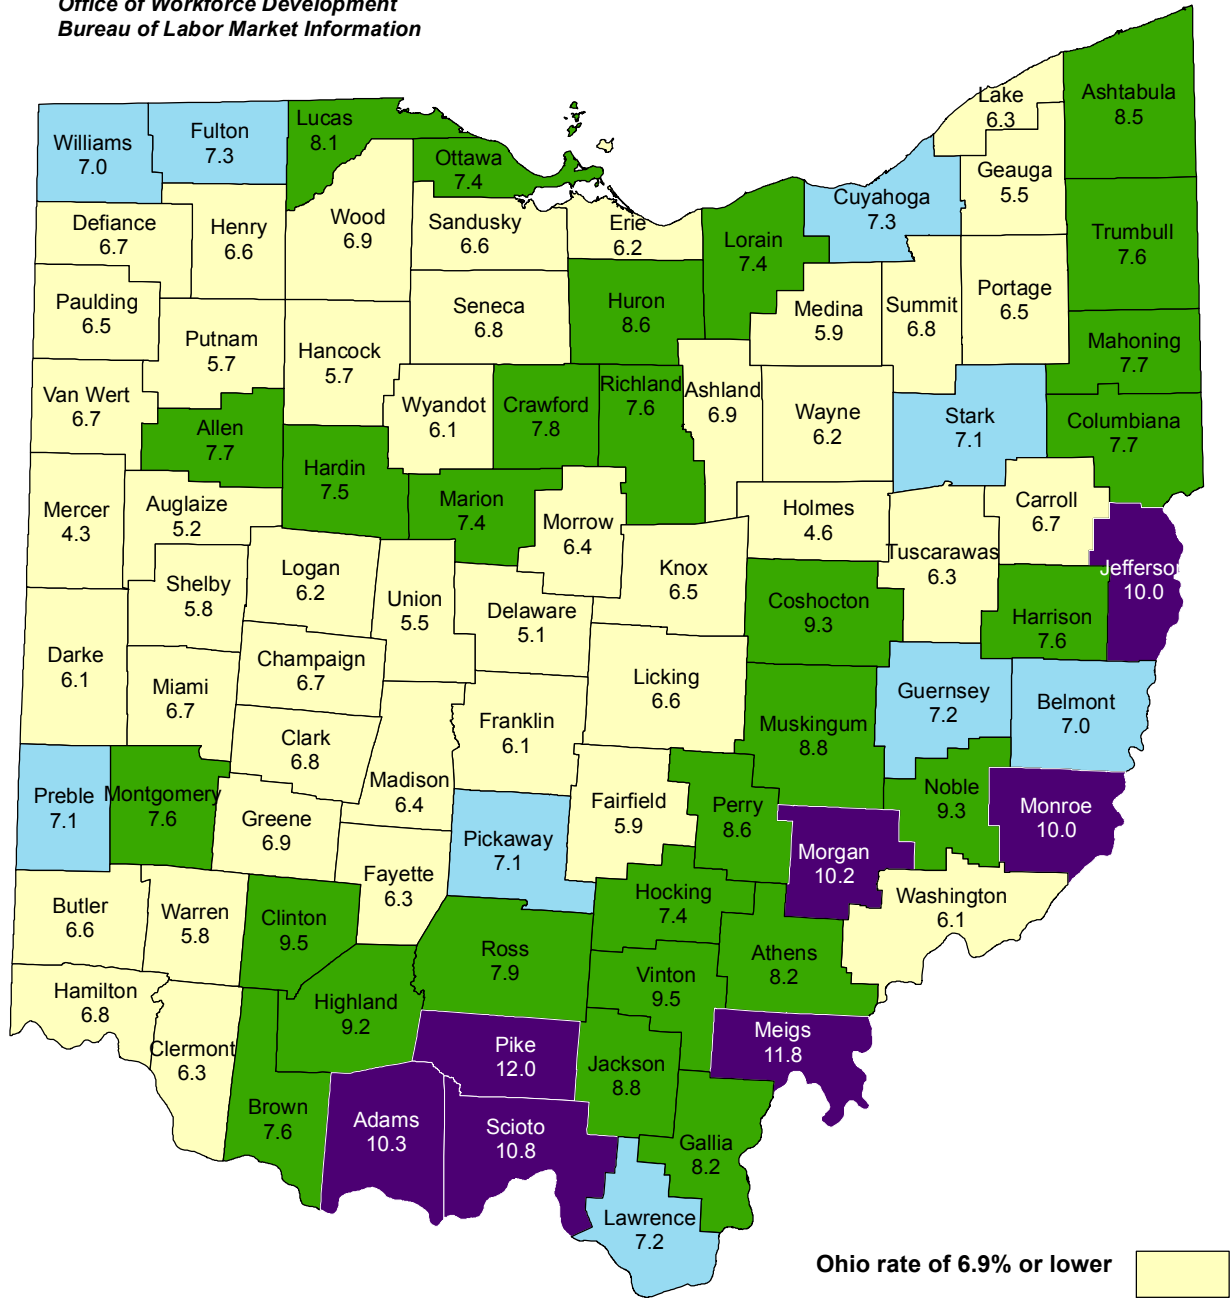 Office of Workforce Development
Bureau of Labor Market Information
Lake
6.3
Ashtabula
8.5
Lucas
8.1
Fulton
7.3
Williams
7.0
Ottawa
7.4
Geauga
5.5
Cuyahoga
7.3
Defiance
6.7
Henry
6.6
Wood
6.9
Sandusky
6.6
Erie
6.2
Lorain
7.4
Trumbull
7.6
Paulding
6.5
Seneca
6.8
Huron
8.6
Medina
5.9
Summit
6.8
Portage
6.5
Putnam
5.7
Hancock
5.7
Mahoning
7.7
Van Wert
6.7
Wyandot
6.1
Crawford
7.8
Richland
7.6
Ashland
6.9
Wayne
6.2
Stark
7.1
Columbiana
7.7
Allen
7.7
Hardin
7.5
Marion
7.4
Mercer
4.3
Auglaize
5.2
Morrow
6.4
Holmes
4.6
Carroll
6.7
Tuscarawas
6.3
Jefferson
10.0
Shelby
5.8
Logan
6.2
Union
5.5
Delaware
5.1
Knox
6.5
Coshocton
9.3
Harrison
7.6
Darke
6.1
Miami
6.7
Champaign
6.7
Licking
6.6
Guernsey
7.2
Belmont
7.0
Clark
6.8
Franklin
6.1
Muskingum
8.8
Preble
7.1
Montgomery
7.6
Madison
6.4
Greene
6.9
Fairfield
5.9
Perry
8.6
Noble
9.3
Monroe
10.0
Pickaway
7.1
Morgan
10.2
Fayette
6.3
Hocking
7.4
Washington
6.1
Butler
6.6
Warren
5.8
Clinton
9.5
Ross
7.9
Athens
8.2
Vinton
9.5
Hamilton
6.8
Highland
9.2
Clermont
6.3
Pike
12.0
Meigs
11.8
Jackson
8.8
Brown
7.6
Adams
10.3
Scioto
10.8
Gallia
8.2
Lawrence
7.2
Ohio rate of 6.9% or lower